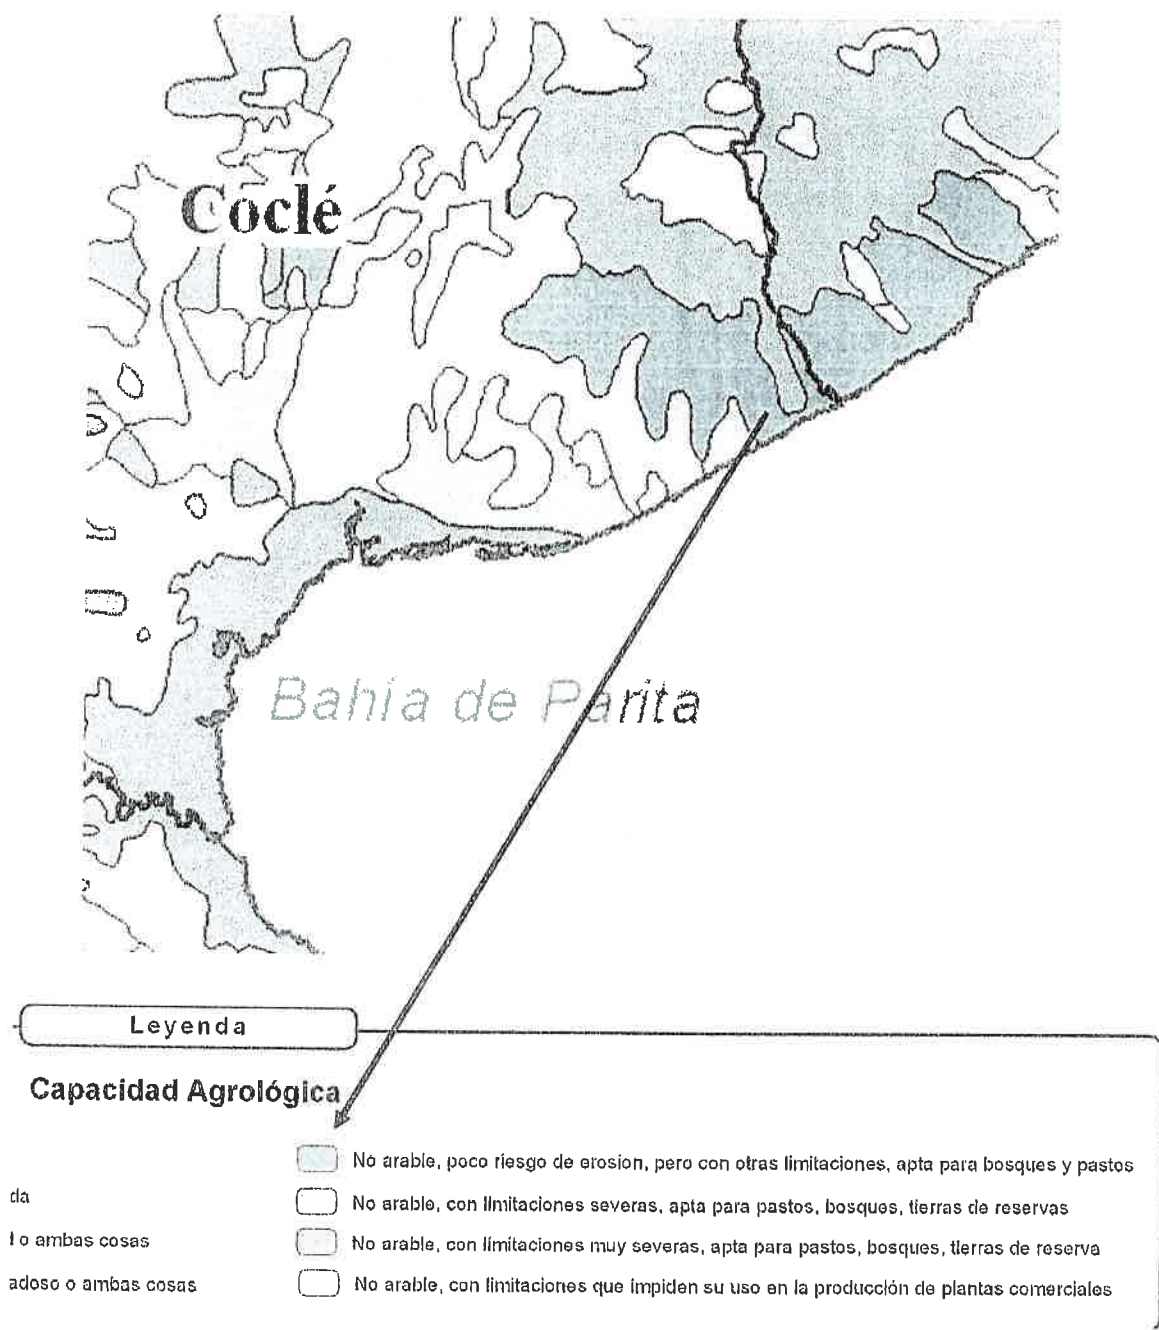 Coclé
Bahía de Parita
Leyenda
Capacidad Agrológica
No arable, poco riesgo de erosion, pero con otras limitaciones, apta para bosques y pastos
da
No arable, con limitaciones severas, apta para pastos, bosques, tierras de reservas
o ambas cosas
No arable, con limitaciones muy severas, apta para pastos, bosques, tierras de reserva
adoso o ambas cosas
No arable, con limitaciones que impiden su uso en la producción de plantas comerciales